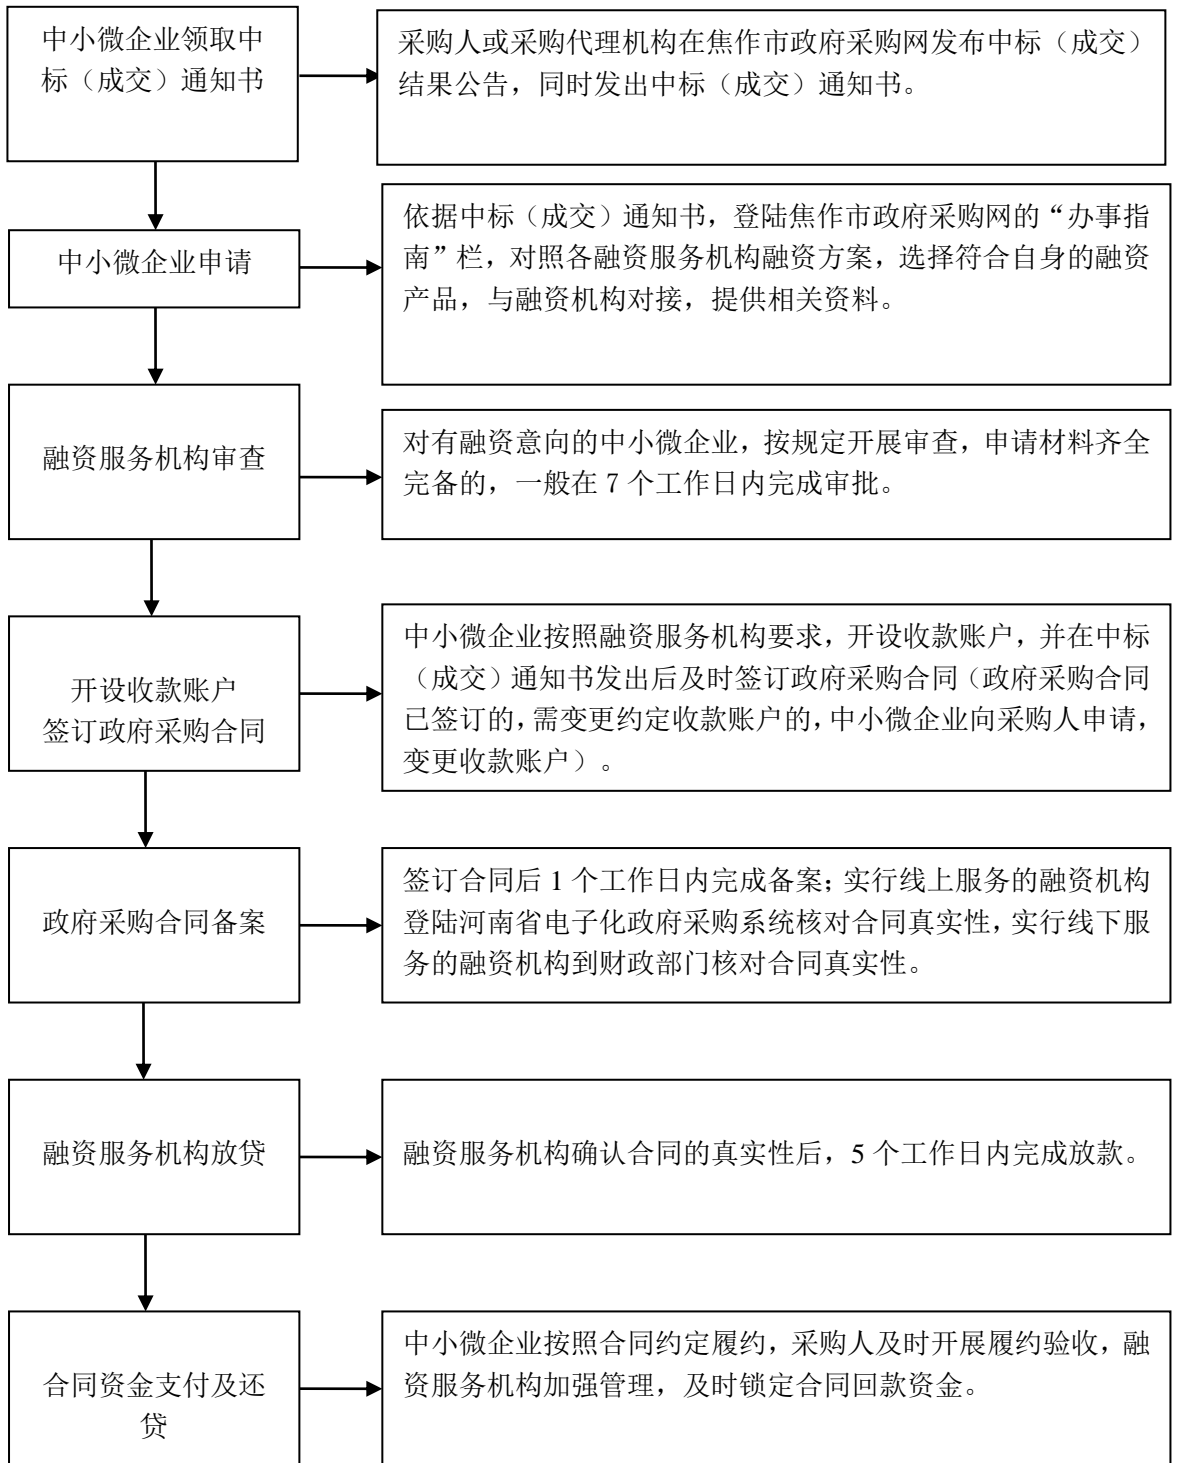 中小微企业领取中
标（成交）通知书
采购人或采购代理机构在焦作市政府采购网发布中标（成交）
结果公告，同时发出中标（成交）通知书。
中小微企业申请
依据中标（成交）通知书，登陆焦作市政府采购网的“办事指
南”栏，对照各融资服务机构融资方案，选择符合自身的融资
产品，与融资机构对接，提供相关资料。
融资服务机构审查
对有融资意向的中小微企业，按规定开展审查，申请材料齐全
完备的，一般在 7 个工作日内完成审批。
开设收款账户
签订政府采购合同
中小微企业按照融资服务机构要求，开设收款账户，并在中标
（成交）通知书发出后及时签订政府采购合同（政府采购合同
已签订的，需变更约定收款账户的，中小微企业向采购人申请，
变更收款账户）。
政府采购合同备案
签订合同后 1 个工作日内完成备案；实行线上服务的融资机构
登陆河南省电子化政府采购系统核对合同真实性，实行线下服
务的融资机构到财政部门核对合同真实性。
融资服务机构放贷
融资服务机构确认合同的真实性后，5 个工作日内完成放款。
合同资金支付及还
贷
中小微企业按照合同约定履约，采购人及时开展履约验收，融
资服务机构加强管理，及时锁定合同回款资金。